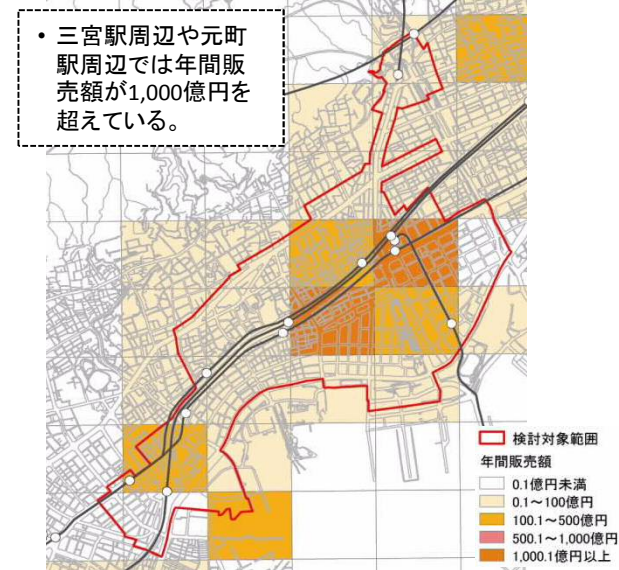 • 三宮駅周辺や元町
駅周辺では年間販
売額が1,000億円を
超えている。
検討対象範囲
年間販売額
0.1億円未満
0.1～100億円
100.1～500億円
500.1～1,000億円
1,000.1億円以上